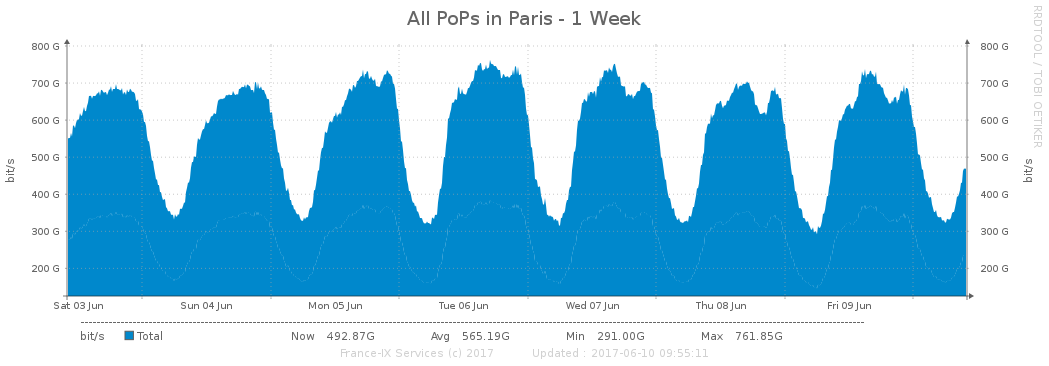 All PoPs in Paris - 1 Week
RRDTOOL / TOBI OETIKER
800 G 800 G
700 G 700 G
600 G 600 G
500 G 500 G
400 G 400 G
300 G 300 G
200 G 200 G
bit/s bit/s
Sat 03 Jun Sun 04 Jun Mon 05 Jun Tue 06 Jun Wed 07 Jun Thu 08 Jun Fri 09 Jun
bit/s Total Now 492.87G Avg 565.19G Min 291.00G Max 761.85G
France-IX Services (c) 2017 Updated : 2017-06-10 09:55:11